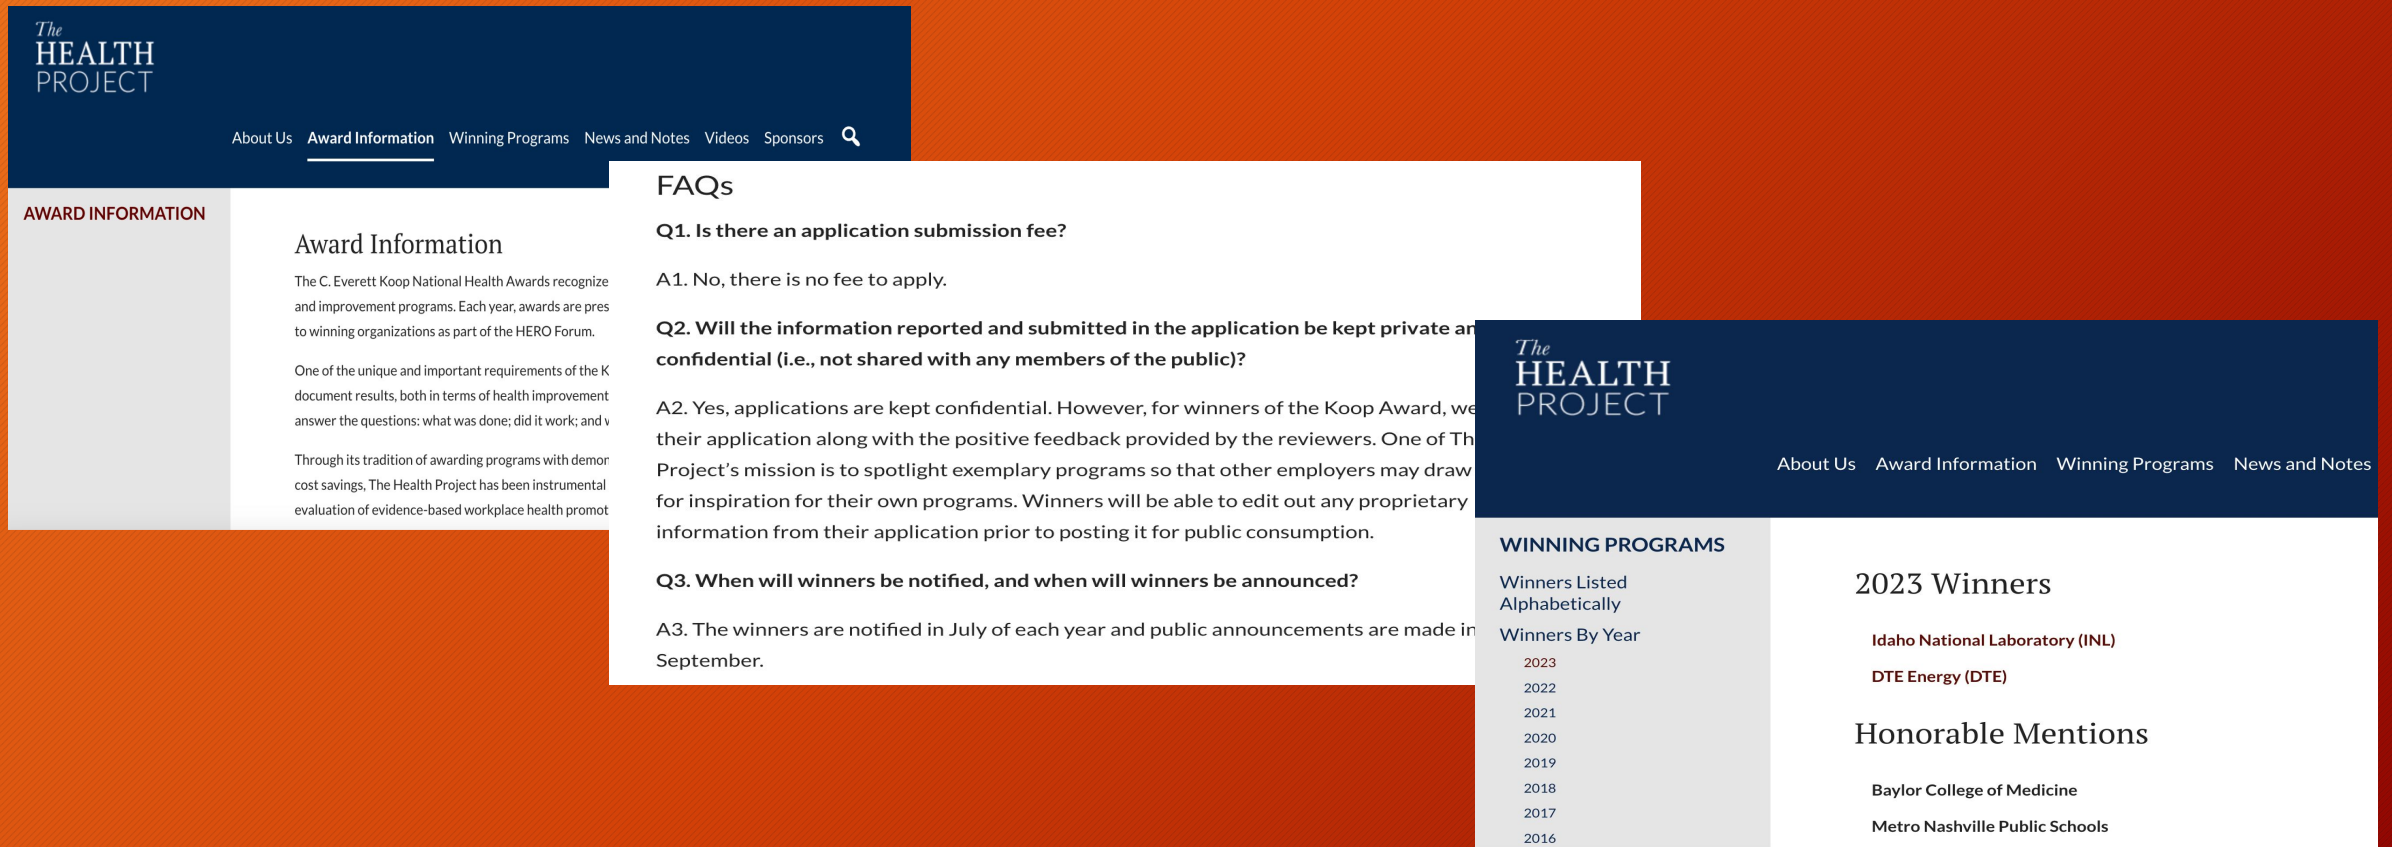 The
HEALTH
PROJECT
About Us Award Information Winning Programs News and Notes Videos Sponsors
AWARD INFORMATION
Award Information
The C. Everett Koop National Health Awards recognize
and improvement programs. Each year, awards are pres
to winning organizations as part of the HERO Forum.
One of the unique and important requirements of the K
document results, both in terms of health improvement
answer the questions: what was done; did it work; and
Through its tradition of awarding programs with demon
cost savings, The Health Project has been instrumental
evaluation of evidence-based workplace health promot
FAQs
Q1. Is there an application submission fee?
A1. No, there is no fee to apply.
Q2. Will the information reported and submitted in the application be kept private an
confidential (i.e., not shared with any members of the public)?
A2. Yes, applications are kept confidential. However, for winners of the Koop Award, we
their application along with the positive feedback provided by the reviewers. One of Th
Project's mission is to spotlight exemplary programs so that other employers may draw
for inspiration for their own programs. Winners will be able to edit out any proprietary
information from their application prior to posting it for public consumption.
Q3. When will winners be notified, and when will winners be announced?
A3. The winners are notified in July of each year and public announcements are made in
September.
The
HEALTH
PROJECT
About Us Award Information Winning Programs News and Notes
WINNING PROGRAMS
Winners Listed
Alphabetically
Winners By Year
2023
2022
2021
2020
2019
2018
2017
2016
2023 Winners
Idaho National Laboratory (INL)
DTE Energy (DTE)
Honorable Mentions
Baylor College of Medicine
Metro Nashville Public Schools